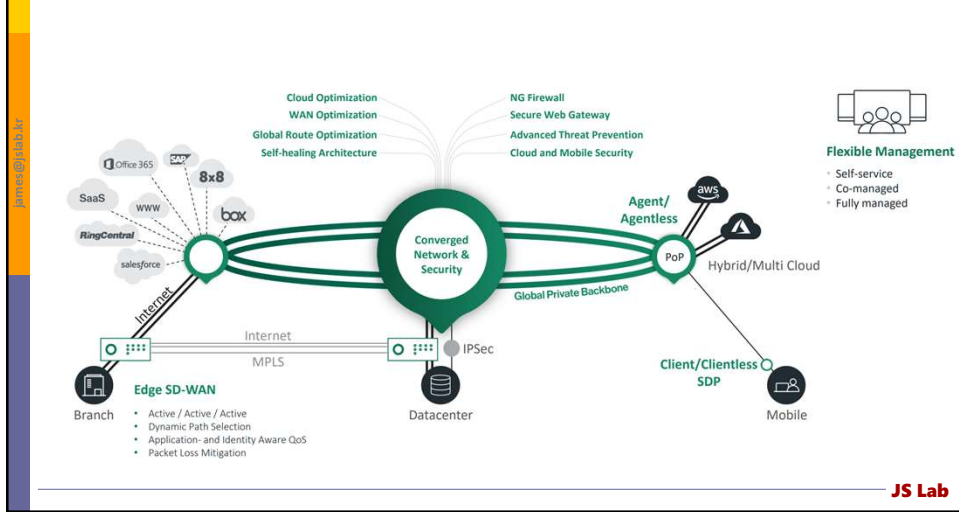 james@jslab.kr
Cloud Optimization
WAN Optimization
Global Route Optimization
Self-healing Architecture
NG Firewall
Secure Web Gateway
Advanced Threat Prevention
Cloud and Mobile Security
Flexible Management
◦ Self-service
◦ Co-managed
◦ Fully managed
Office 365
SAP
8x8
SaaS
www
box
RingCentral
salesforce
Converged
Network &
Security
Agent/
Agentless
aws
PoP
Hybrid/Multi Cloud
Global Private Backbone
Internet
Internet
MPLS
IPSec
Client/Clientless
SDP
Branch
Edge SD-WAN
• Active / Active / Active
• Dynamic Path Selection
• Application- and Identity Aware QoS
• Packet Loss Mitigation
Datacenter
Mobile
JS Lab